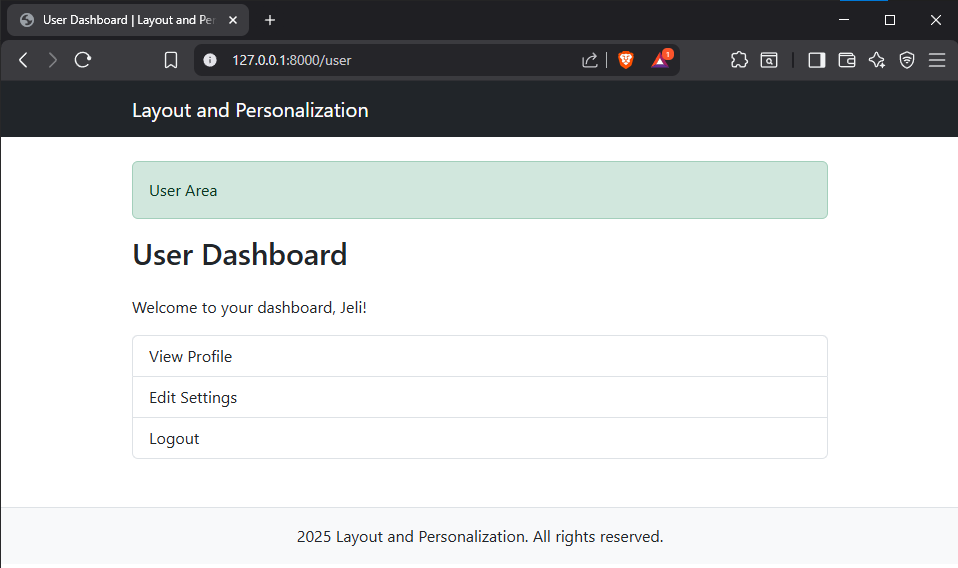 User Dashboard | Layout and Per
127.0.0.1:8000/user
1
Layout and Personalization
User Area
User Dashboard
Welcome to your dashboard, Jeli!
View Profile
Edit Settings
Logout
2025 Layout and Personalization. All rights reserved.